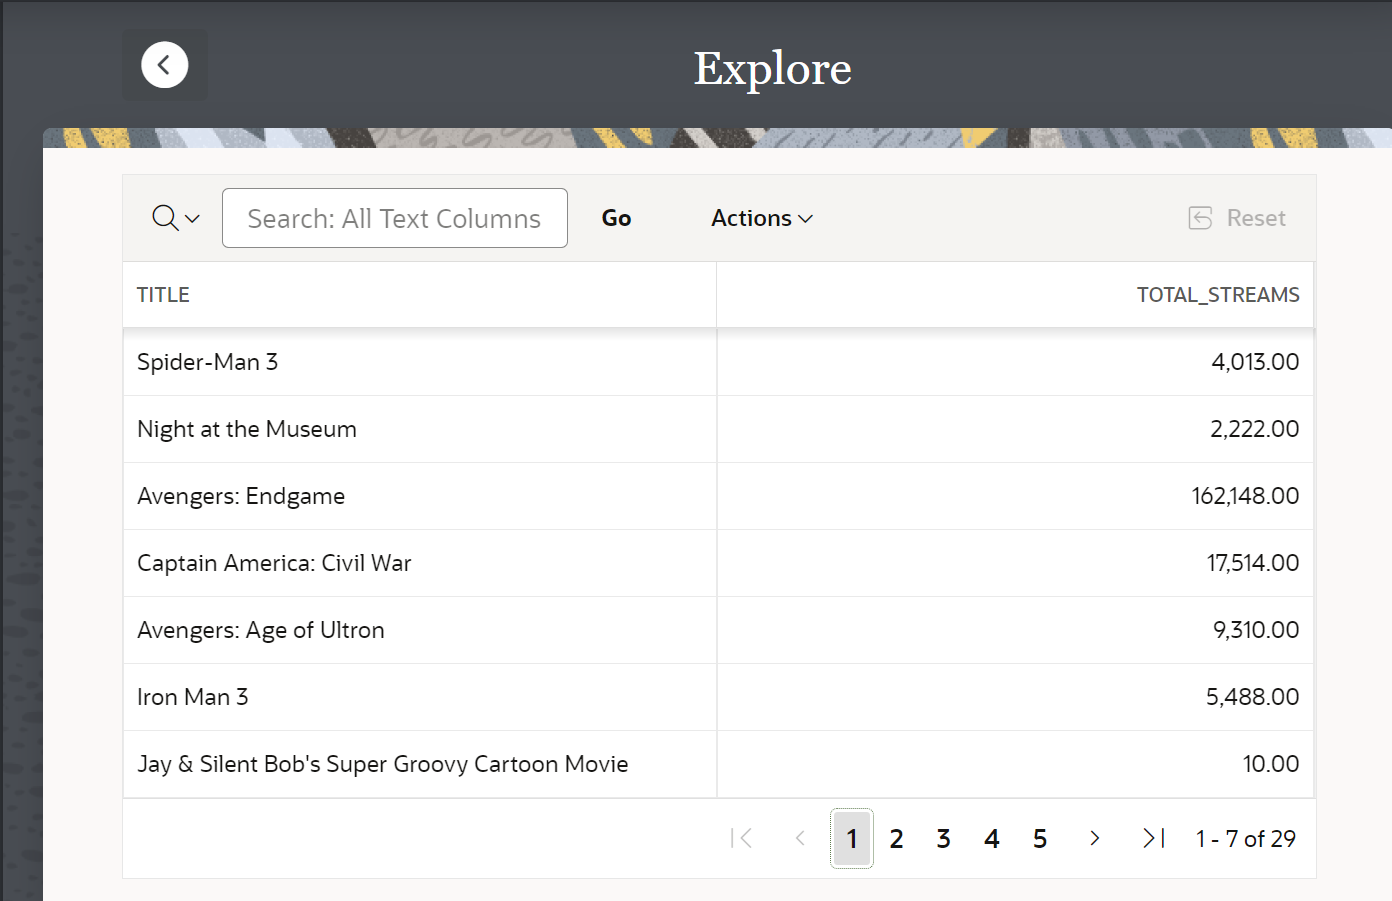 Explore
Search: All Text Columns Go Actions Reset
TITLE TOTAL_STREAMS
Spider-Man 3 4,013.00
Night at the Museum 2,222.00
Avengers: Endgame 162,148.00
Captain America: Civil War 17,514.00
Avengers: Age of Ultron 9,310.00
Iron Man 3 5,488.00
Jay & Silent Bob's Super Groovy Cartoon Movie 10.00
1 2 3 4 5 1 - 7 of 29